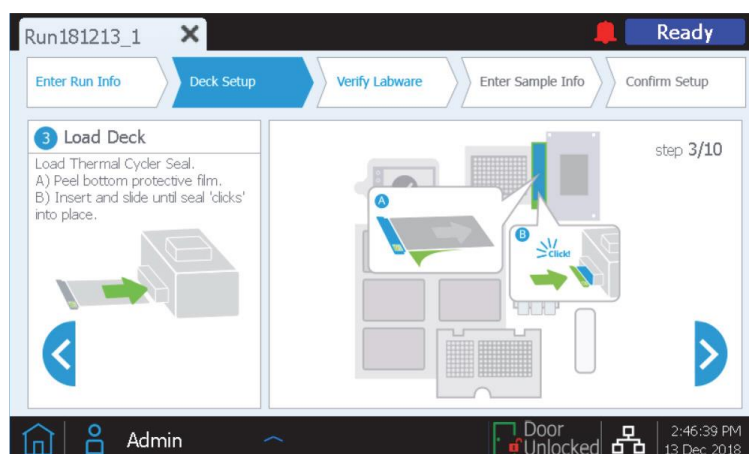 Run181213_1
Ready
Enter Run Info
Deck Setup
Verify Labware
Enter Sample Info
Confirm Setup
3 Load Deck
Load Thermal Cycler Seal.
A) Peel bottom protective film.
B) Insert and slide until seal 'clicks'
into place.
step 3/10
A
B
Click!
Admin
Door
Unlocked
2:46:39 PM
13 Dec 2018